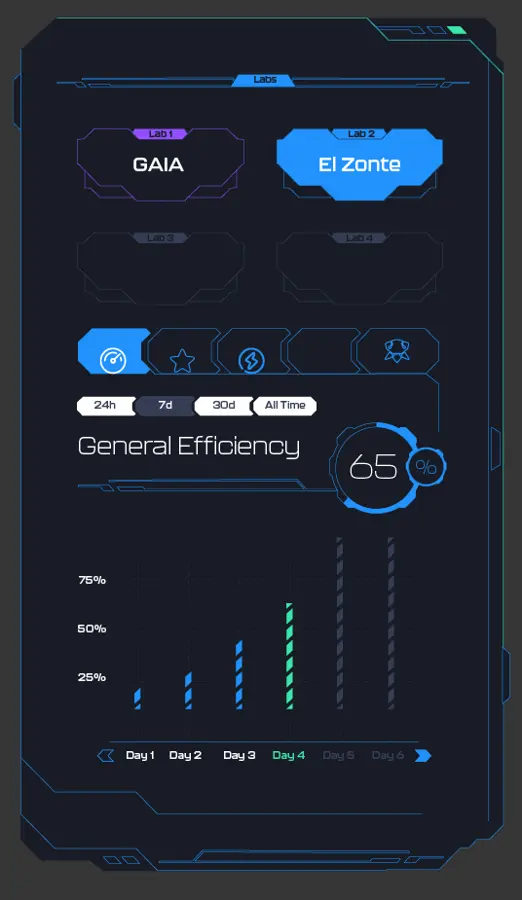 Labs
Lab 1
GAIA
Lab 2
El Zonte
Lab 3
Lab 4
24h 7d 30d All Time
General Efficiency
65 %
75%
50%
25%
Day 1 Day 2 Day 3 Day 4 Day 5 Day 6